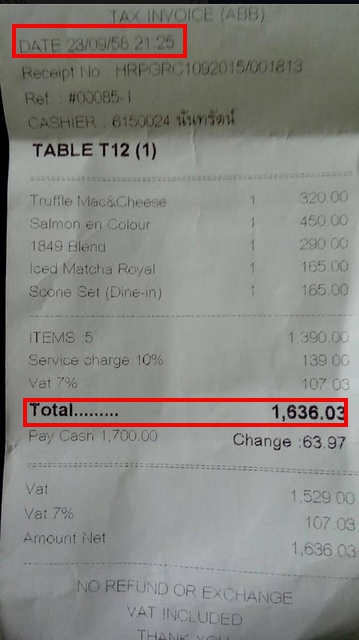 TAX INVOICE (ABB)
DATE 23/09/58 21:25
Receipt No : HRPGRC1092015/001813
Ref. : #00085-1
CASHIER : 6150024 นันทรัตน์
TABLE T12 (1)
Truffle Mac&Cheese 1 320.00
Salmon en Colour 1 450.00
1849 Blend 1 290.00
Iced Matcha Royal 1 165.00
Scone Set (Dine-in) 1 165.00
ITEMS :5 1,390.00
Service charge 10% 139.00
Vat 7% 107.03
Total......... 1,636.03
Pay Cash 1,700.00 Change :63.97
Vat 1,529.00
Vat 7% 107.03
Amount Net 1,636.03
NO REFUND OR EXCHANGE
VAT INCLUDED
THANK YOU